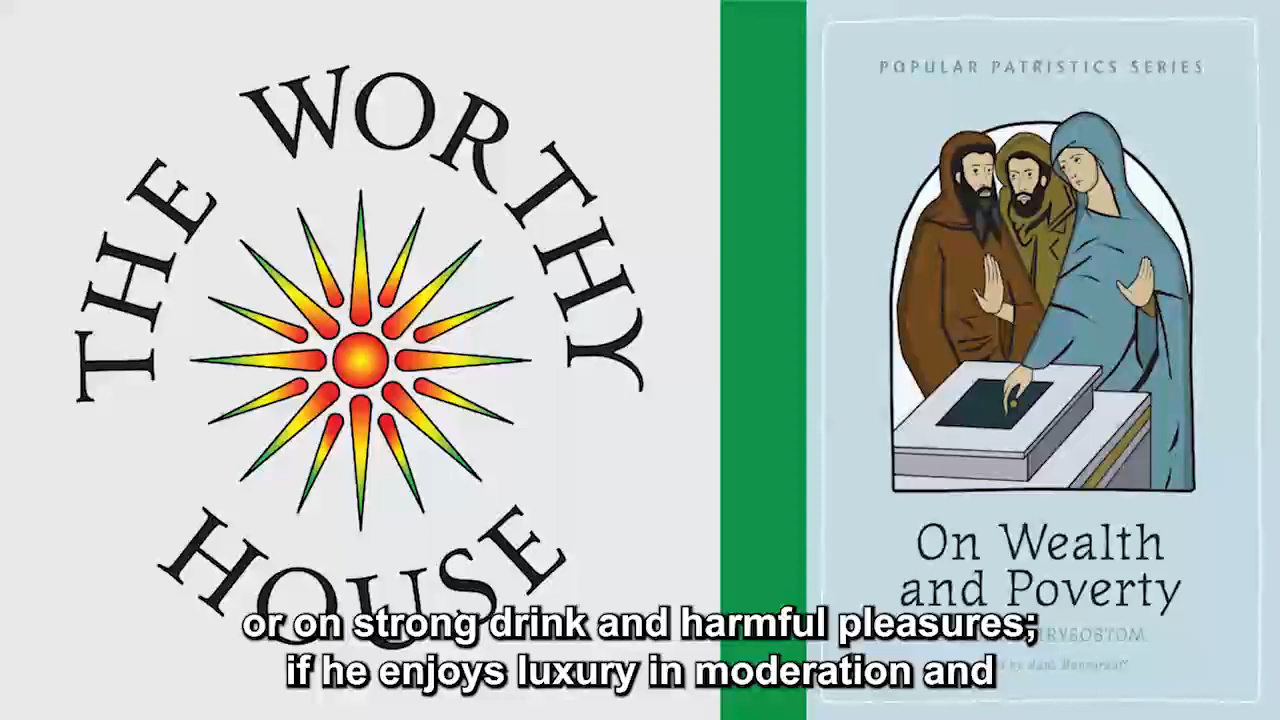 THE WORTHY
HOUSE
POPULAR PATRISTICS SERIES
On Wealth
and Poverty
or on strong drink and harmful pleasures;
if he enjoys luxury in moderation and